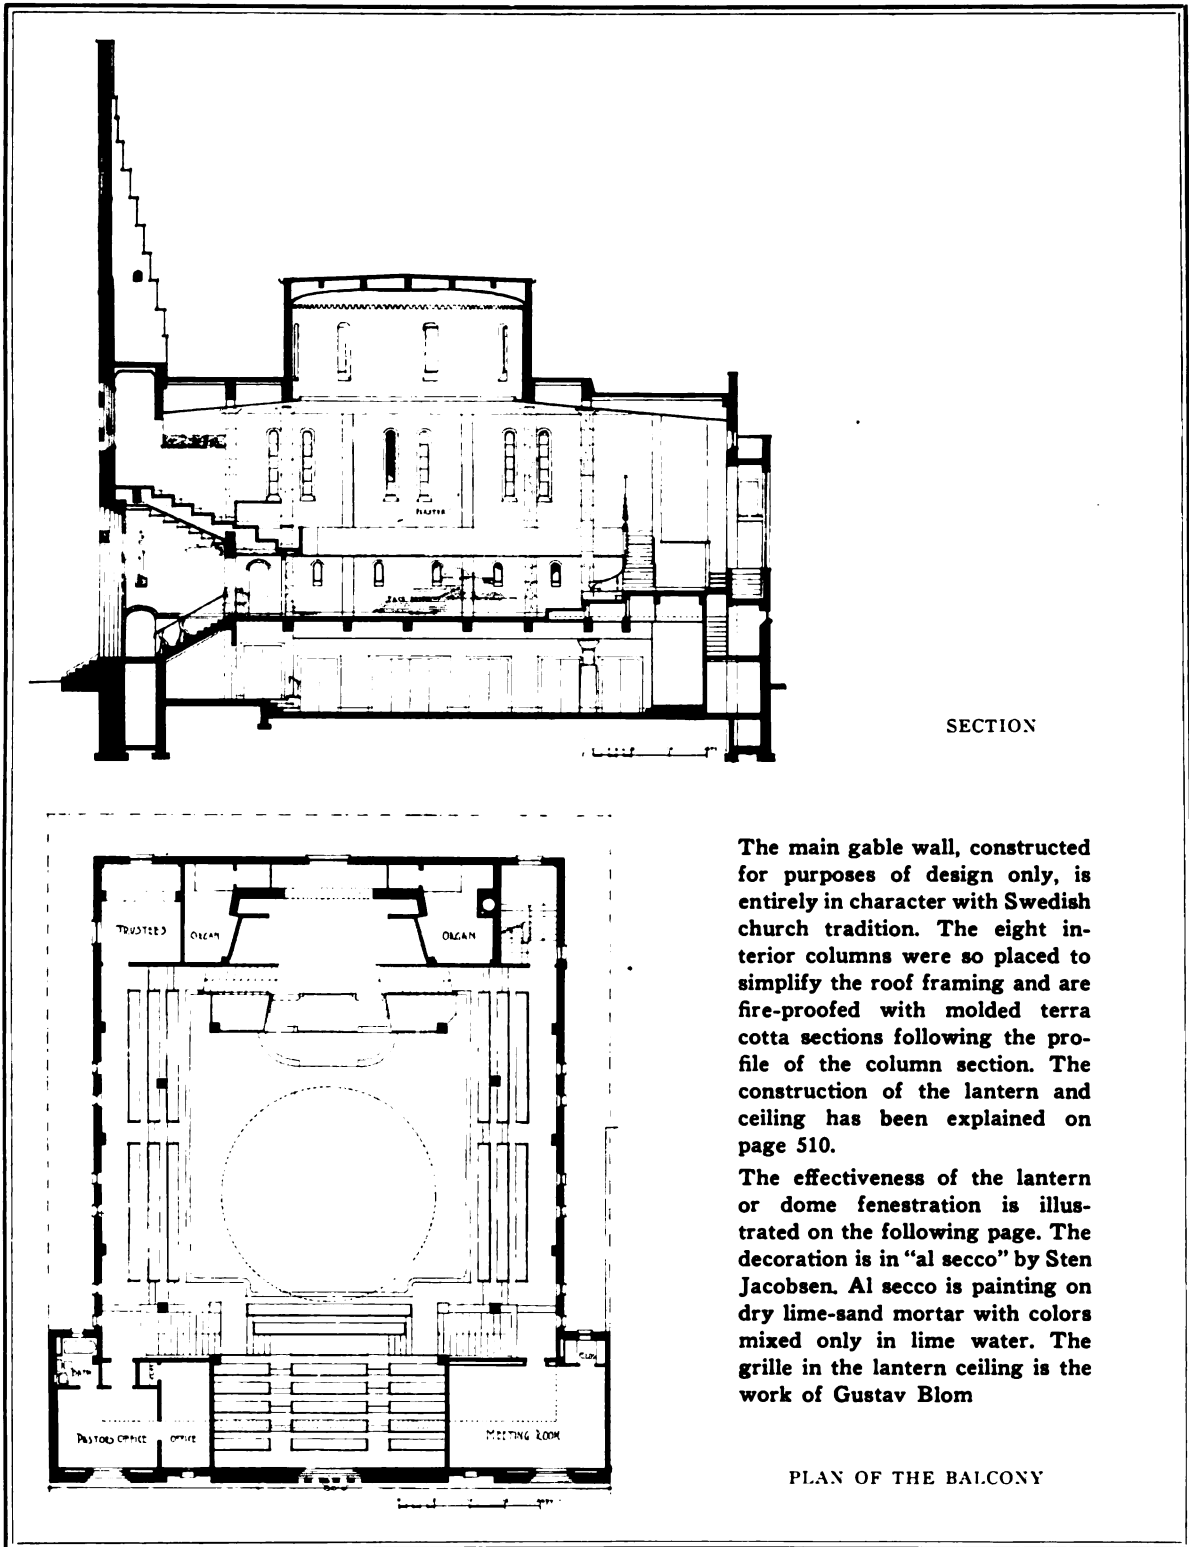 PLASTER
SECTION
TRUSTEES
ORGAN
ORGAN
BATH
CLOS
PASTORS OFFICE
OFFICE
MEETING ROOM
The main gable wall, constructed
for purposes of design only, is
entirely in character with Swedish
church tradition. The eight in-
terior columns were so placed to
simplify the roof framing and are
fire-proofed with molded terra
cotta sections following the pro-
file of the column section. The
construction of the lantern and
ceiling has been explained on
page 510.
The effectiveness of the lantern
or dome fenestration is illus-
trated on the following page. The
decoration is in “al secco” by Sten
Jacobsen. Al secco is painting on
dry lime-sand mortar with colors
mixed only in lime water. The
grille in the lantern ceiling is the
work of Gustav Blom
PLAN OF THE BALCONY